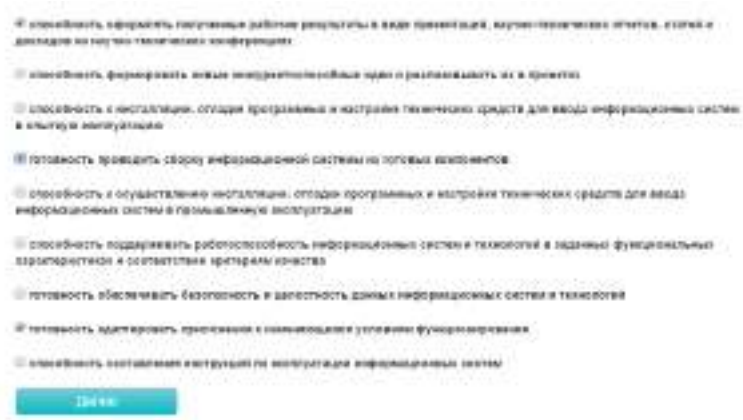 способность оформлять полученные рабочие результаты в виде презентаций, научно-технических отчетов, статей и
докладов на научно-технических конференциях
способность формировать новые конкурентоспособные идеи и реализовывать их в проектах
способность к инсталляции, отладке программных и настройке технических средств для ввода информационных систем
в опытную эксплуатацию
готовность проводить сборку информационной системы из готовых компонентов
способность к осуществлению инсталляции, отладки программных и настройки технических средств для ввода
информационных систем в промышленную эксплуатацию
способность поддерживать работоспособность информационных систем и технологий в заданных функциональных
характеристиках и соответствии критериям качества
готовность обеспечивать безопасность и целостность данных информационных систем и технологий
готовность адаптировать приложения к изменяющимся условиям функционирования
способность составления инструкций по эксплуатации информационных систем